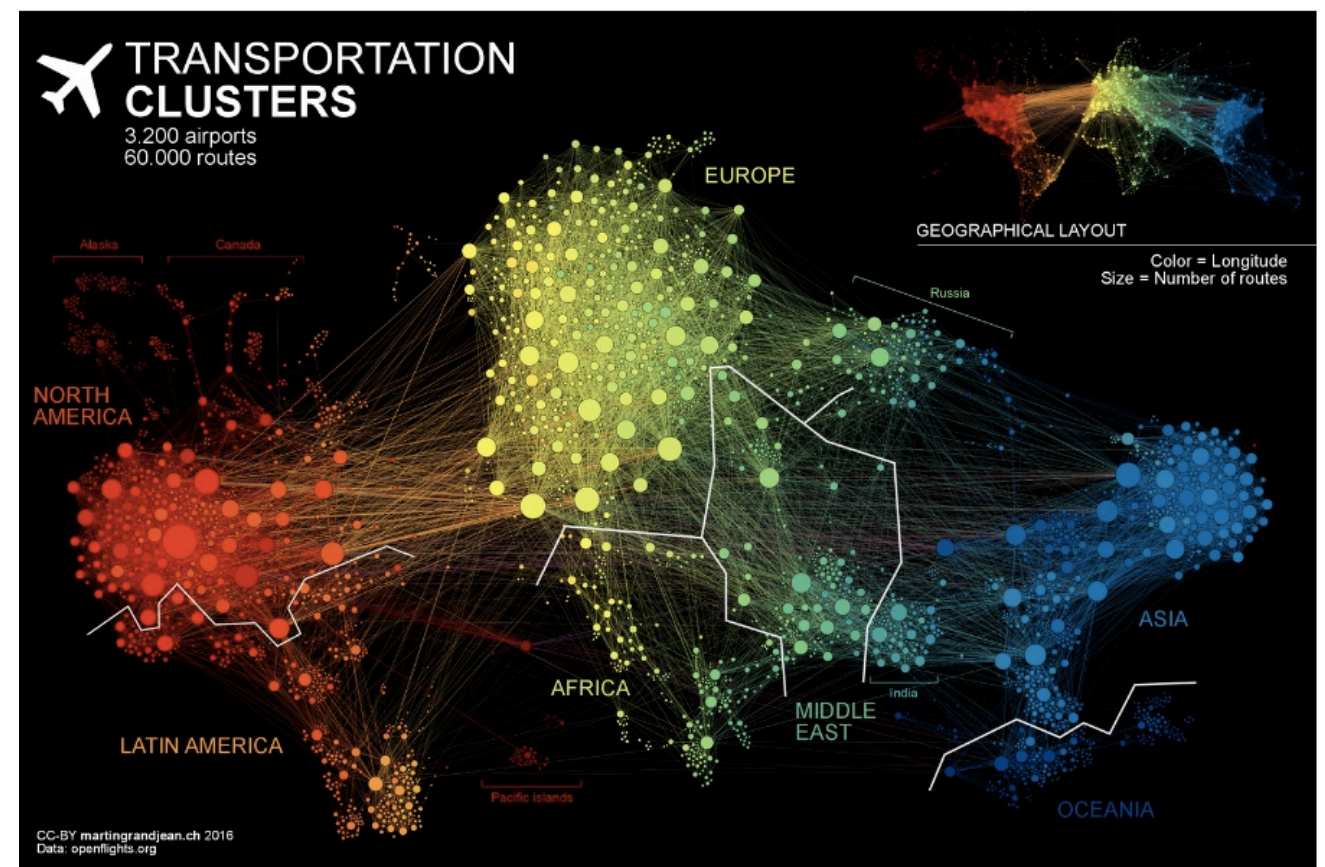 TRANSPORTATION
CLUSTERS
3.200 airports
60.000 routes
EUROPE
GEOGRAPHICAL LAYOUT
Color = Longitude
Size = Number of routes
Alaska
Canada
Russia
NORTH
AMERICA
ASIA
AFRICA
India
MIDDLE
EAST
LATIN AMERICA
Pacific islands
OCEANIA
CC-BY martingrandjean.ch 2016
Data: openflights.org